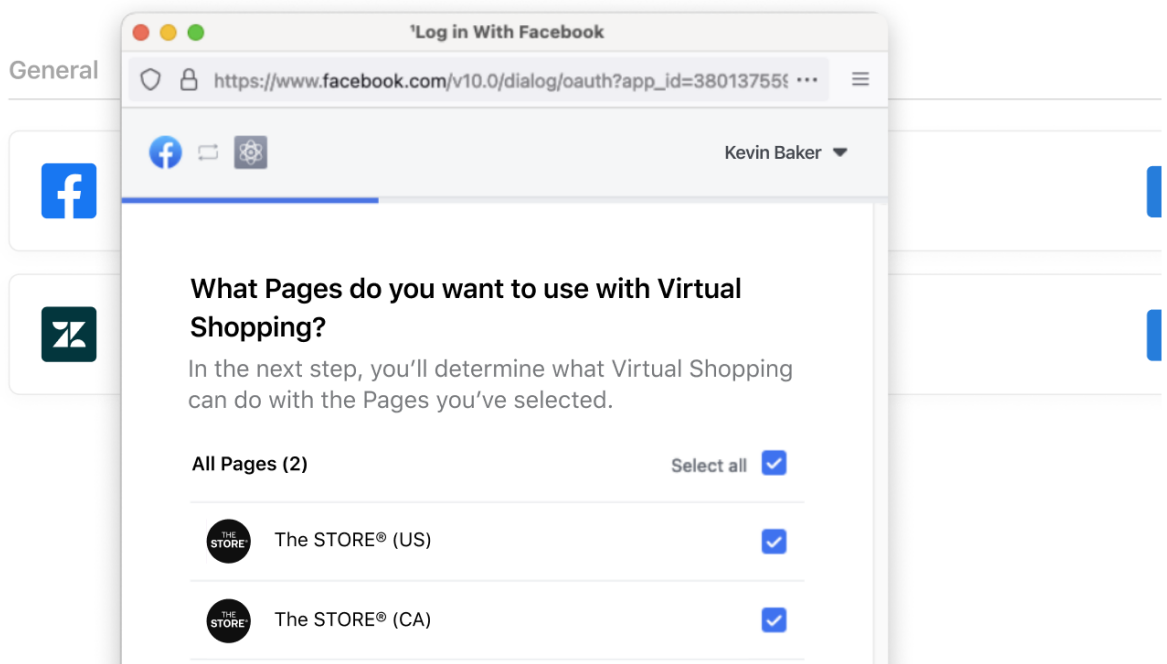 ¹Log in With Facebook
General
https://www.facebook.com/v10.0/dialog/oauth?app_id=380137559
Kevin Baker
What Pages do you want to use with Virtual
Shopping?
In the next step, you’ll determine what Virtual Shopping
can do with the Pages you’ve selected.
All Pages (2)
Select all
THE
STORE®
The STORE® (US)
THE
STORE®
The STORE® (CA)